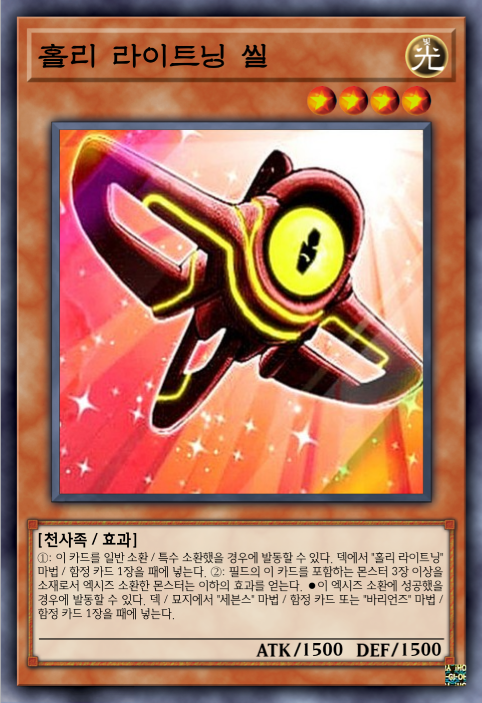 홀리 라이트닝 씰
빛
光
[천사족 / 효과]
①: 이 카드를 일반 소환 / 특수 소환했을 경우에 발동할 수 있다. 덱에서 "홀리 라이트닝"
마법 / 함정 카드 1장을 패에 넣는다. ②: 필드의 이 카드를 포함하는 몬스터 3장 이상을
소재로서 엑시즈 소환한 몬스터는 이하의 효과를 얻는다. ●이 엑시즈 소환에 성공했을
경우에 발동할 수 있다. 덱 / 묘지에서 "세븐스" 마법 / 함정 카드 또는 "바리언즈" 마법 /
함정 카드 1장을 패에 넣는다.
ATK/1500 DEF/1500